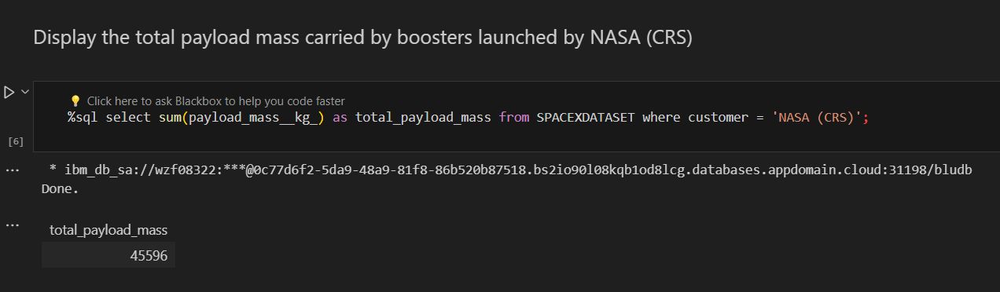 Display the total payload mass carried by boosters launched by NASA (CRS)
💡 Click here to ask Blackbox to help you code faster
%sql select sum(payload_mass__kg_) as total_payload_mass from SPACEXDATASET where customer = 'NASA (CRS)';
[6]
* ibm_db_sa://wzf08322:***@0c77d6f2-5da9-48a9-81f8-86b520b87518.bs2io90l08kqb1od8lcg.databases.appdomain.cloud:31198/bludb
Done.
total_payload_mass
45596